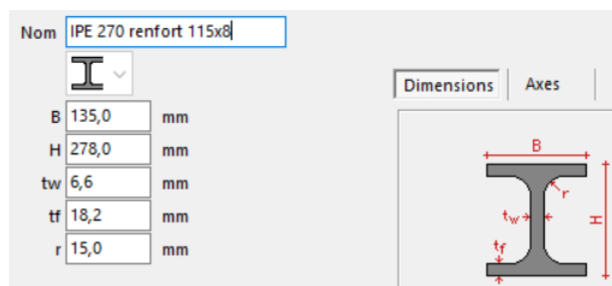 Nom IPE 270 renfort 115x8
Dimensions Axes
B 135,0 mm
H 278,0 mm
tw 6,6 mm
tf 18,2 mm
r 15,0 mm
B
r
tw
H
tf